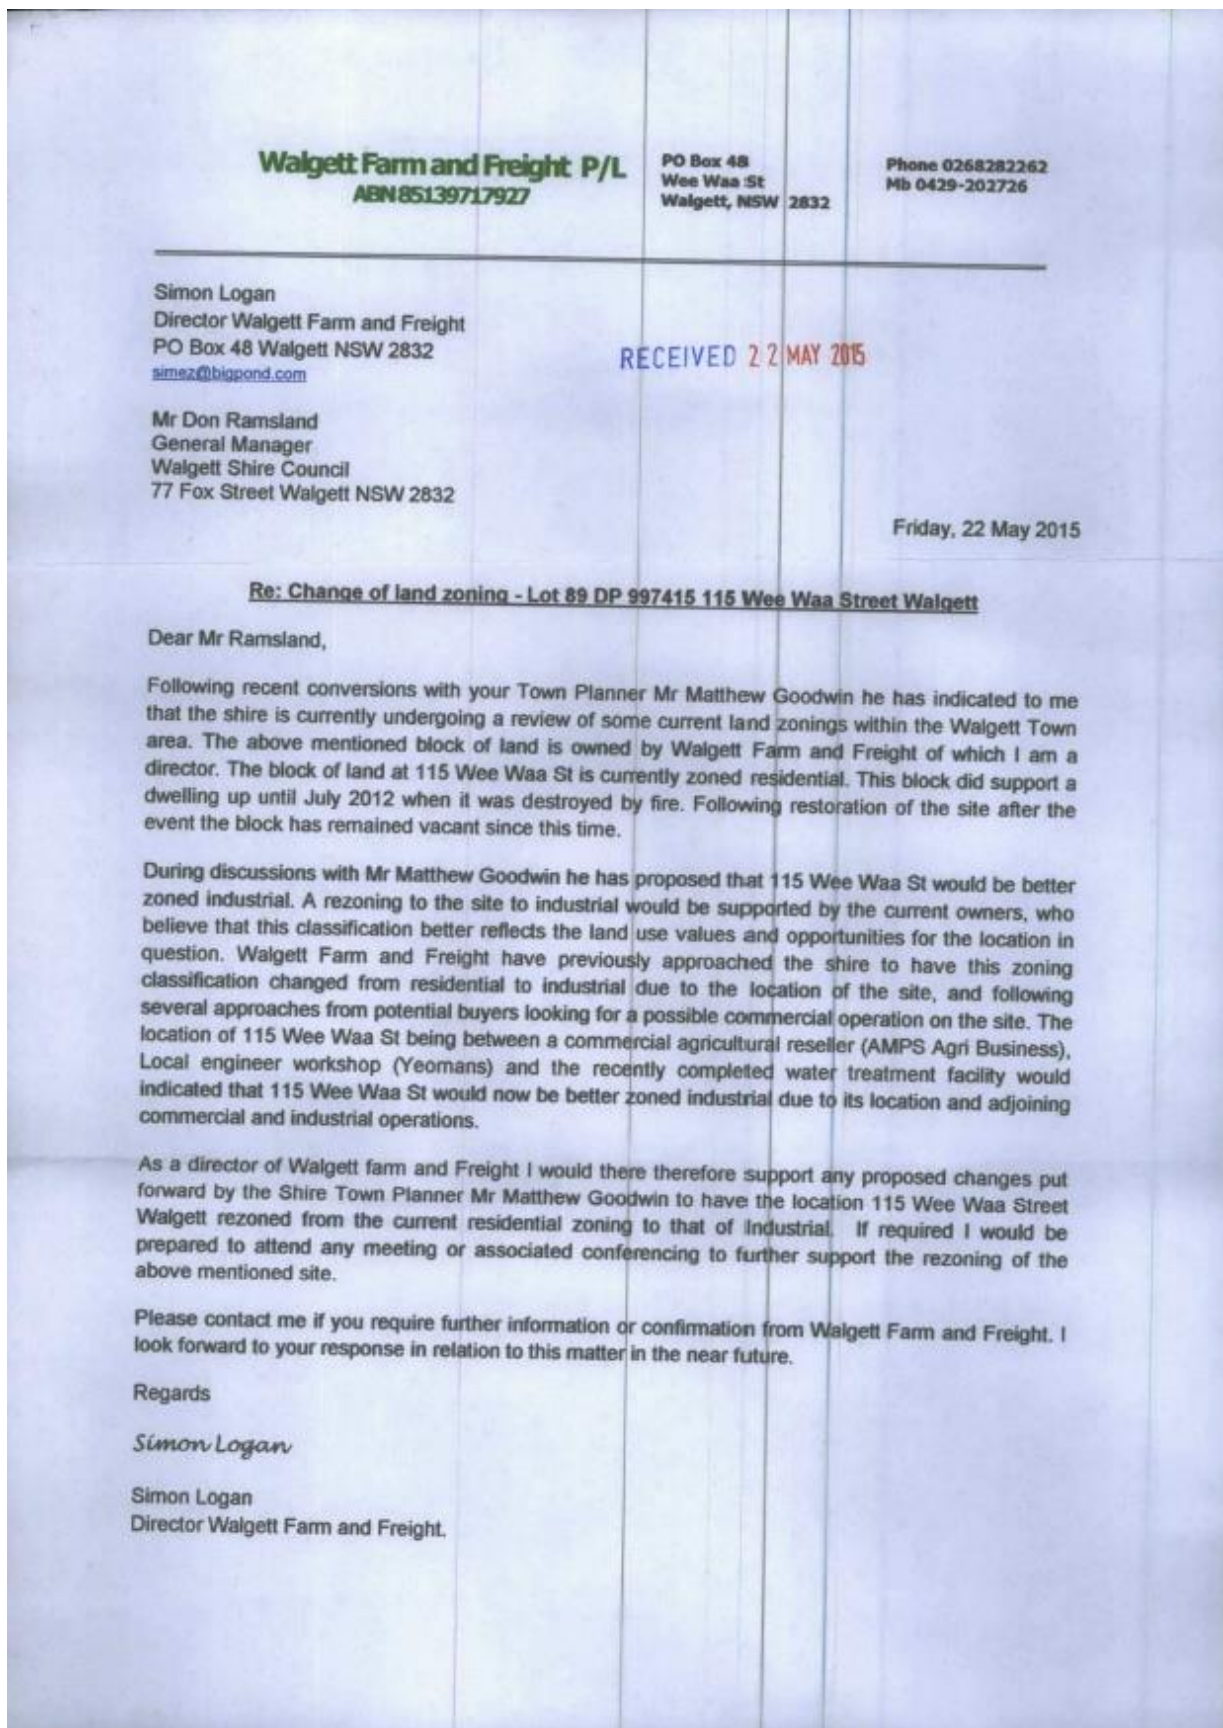 Walgett Farm and Freight P/L
ABN 85139717927
PO Box 48
Wee Waa St
Walgett, NSW 2832
Phone 0268282262
Mb 0429-202726
Simon Logan
Director Walgett Farm and Freight
PO Box 48 Walgett NSW 2832
simez@bigpond.com
RECEIVED 22 MAY 2015
Mr Don Ramsland
General Manager
Walgett Shire Council
77 Fox Street Walgett NSW 2832
Friday, 22 May 2015
Re: Change of land zoning - Lot 89 DP 997415 115 Wee Waa Street Walgett
Dear Mr Ramsland,
Following recent conversions with your Town Planner Mr Matthew Goodwin he has indicated to me
that the shire is currently undergoing a review of some current land zonings within the Walgett Town
area. The above mentioned block of land is owned by Walgett Farm and Freight of which I am a
director. The block of land at 115 Wee Waa St is currently zoned residential. This block did support a
dwelling up until July 2012 when it was destroyed by fire. Following restoration of the site after the
event the block has remained vacant since this time.
During discussions with Mr Matthew Goodwin he has proposed that 115 Wee Waa St would be better
zoned industrial. A rezoning to the site to industrial would be supported by the current owners, who
believe that this classification better reflects the land use values and opportunities for the location in
question. Walgett Farm and Freight have previously approached the shire to have this zoning
classification changed from residential to industrial due to the location of the site, and following
several approaches from potential buyers looking for a possible commercial operation on the site. The
location of 115 Wee Waa St being between a commercial agricultural reseller (AMPS Agri Business),
Local engineer workshop (Yeomans) and the recently completed water treatment facility would
indicated that 115 Wee Waa St would now be better zoned industrial due to its location and adjoining
commercial and industrial operations.
As a director of Walgett farm and Freight I would there therefore support any proposed changes put
forward by the Shire Town Planner Mr Matthew Goodwin to have the location 115 Wee Waa Street
Walgett rezoned from the current residential zoning to that of Industrial. If required I would be
prepared to attend any meeting or associated conferencing to further support the rezoning of the
above mentioned site.
Please contact me if you require further information or confirmation from Walgett Farm and Freight. I
look forward to your response in relation to this matter in the near future.
Regards
Simon Logan
Simon Logan
Director Walgett Farm and Freight.